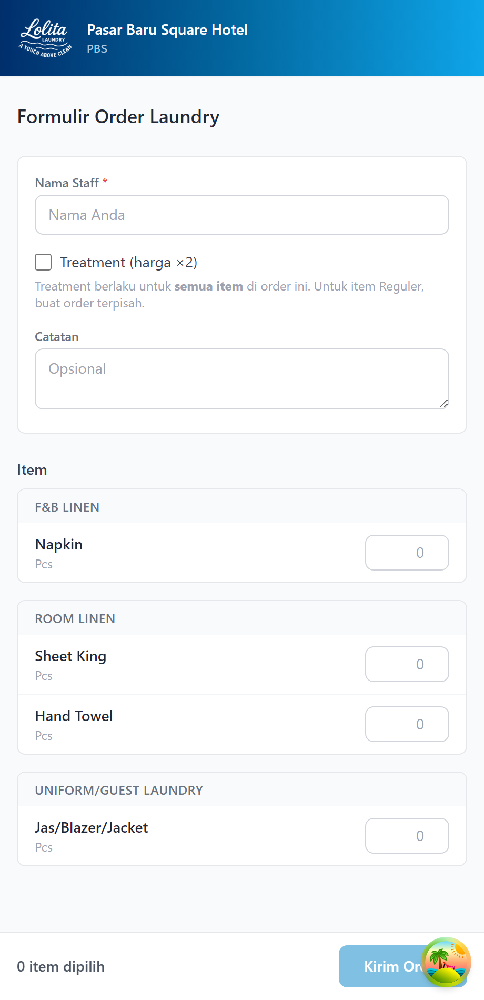 Lolita
LAUNDRY
A TOUCH ABOVE CLEAN
Pasar Baru Square Hotel
PBS
Formulir Order Laundry
Nama Staff *
Nama Anda
Treatment (harga ×2)
Treatment berlaku untuk semua item di order ini. Untuk item Reguler,
buat order terpisah.
Catatan
Opsional
Item
F&B LINEN
Napkin
0
Pcs
ROOM LINEN
Sheet King
0
Pcs
Hand Towel
0
Pcs
UNIFORM/GUEST LAUNDRY
Jas/Blazer/Jacket
0
Pcs
0 item dipilih
Kirim Or